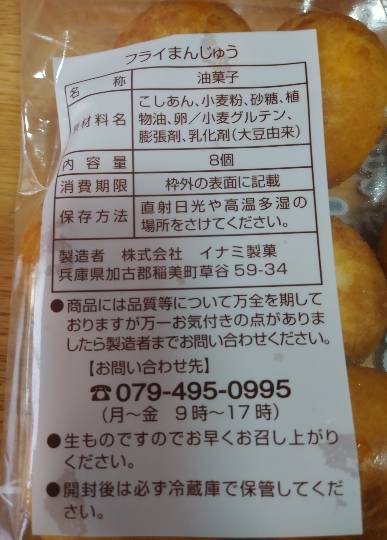 フライまんじゅう
名称 油菓子
原材料名 こしあん、小麦粉、砂糖、植
物油、卵／小麦グルテン、
膨張剤、乳化剤（大豆由来）
内容量 8個
消費期限 枠外の表面に記載
保存方法 直射日光や高温多湿の
場所をさけてください。
製造者 株式会社 イナミ製菓
兵庫県加古郡稲美町草谷59-34
●商品には品質等について万全を期して
おりますが万一お気付きの点がありま
したら製造者までお問い合わせください。
【お問い合わせ先】
☎079-495-0995
（月～金 9時～17時）
●生ものですのでお早くお召し上がり
ください。
●開封後は必ず冷蔵庫で保管してくだ
さい。